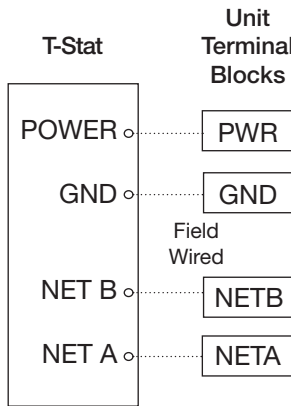 T-Stat
Unit
Terminal
Blocks
POWER
PWR
GND
GND
Field
Wired
NET B
NETB
NET A
NETA